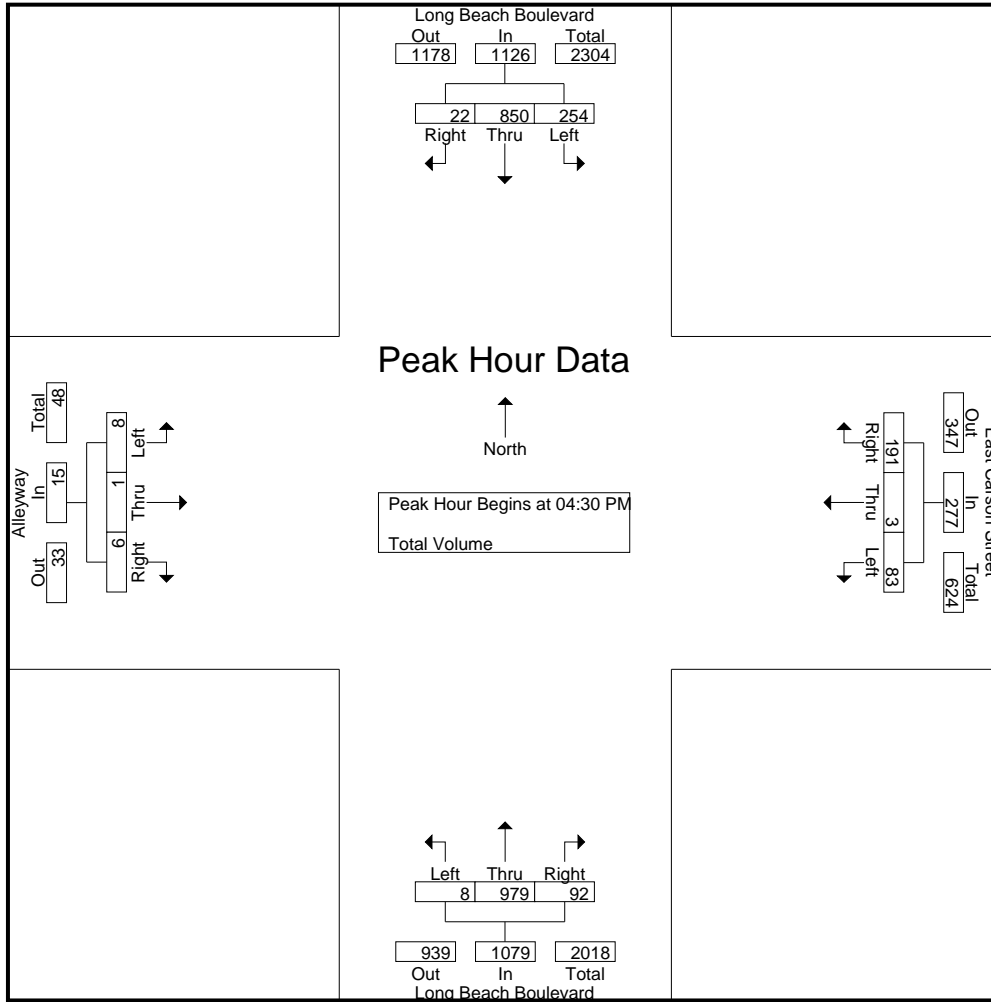 Long Beach Boulevard
Out In Total
1178 1126 2304
22 850 254
Right Thru Left
Peak Hour Data
North
Peak Hour Begins at 04:30 PM
Total Volume
Alleyway
Total In Out
48 15 33
8 1 6
Left Thru Right
Right Thru Left
191 3 83
347 277 624
Out In Total
East Carson Street
Left Thru Right
8 979 92
939 1079 2018
Out In Total
Long Beach Boulevard